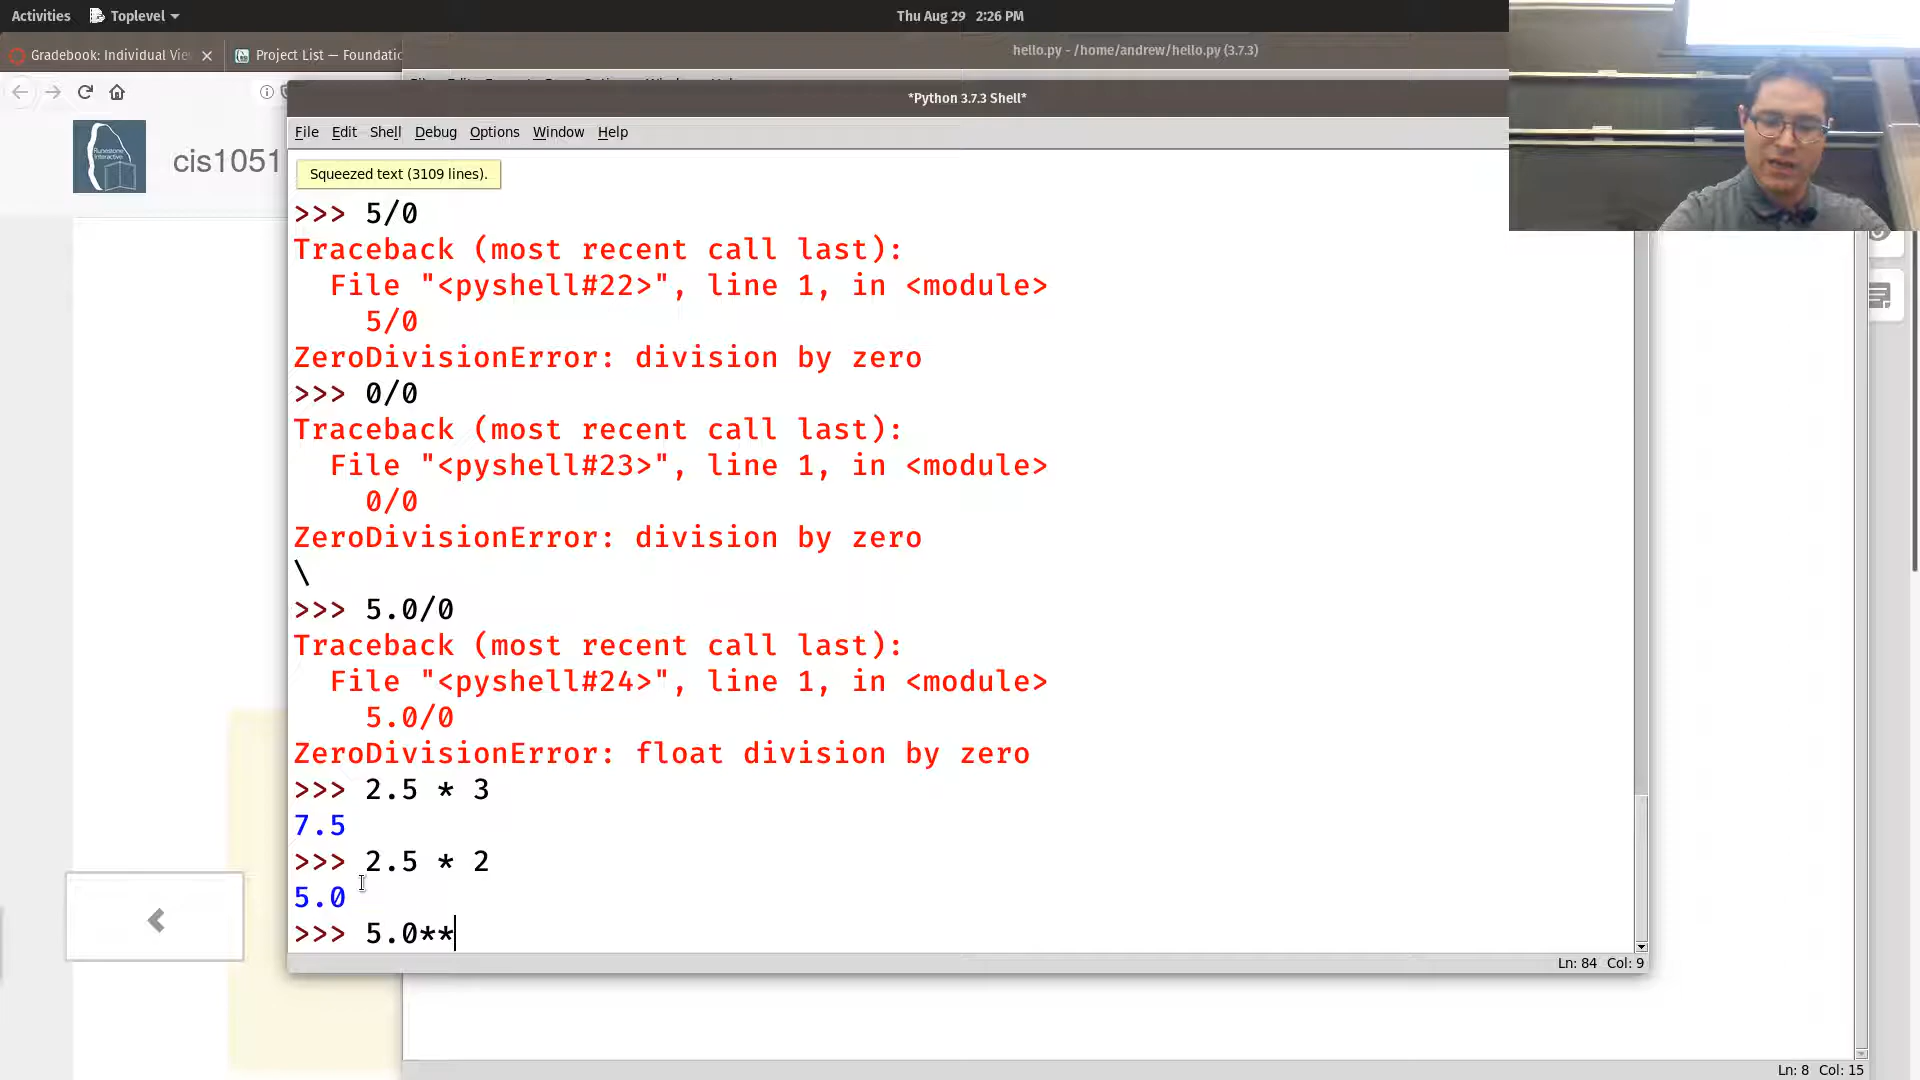 Activities
Toplevel
Thu Aug 29 2:26 PM
Gradebook: Individual Vie
Project List — Foundatic
hello.py - /home/andrew/hello.py (3.7.3)
*Python 3.7.3 Shell*
File Edit Shell Debug Options Window Help
cis1051
Squeezed text (3109 lines).
>>> 5/0
Traceback (most recent call last):
  File "<pyshell#22>", line 1, in <module>
    5/0
ZeroDivisionError: division by zero
>>> 0/0
Traceback (most recent call last):
  File "<pyshell#23>", line 1, in <module>
    0/0
ZeroDivisionError: division by zero
\
>>> 5.0/0
Traceback (most recent call last):
  File "<pyshell#24>", line 1, in <module>
    5.0/0
ZeroDivisionError: float division by zero
>>> 2.5 * 3
7.5
>>> 2.5 * 2
5.0
>>> 5.0**
Ln: 84 Col: 9
Ln: 8 Col: 15